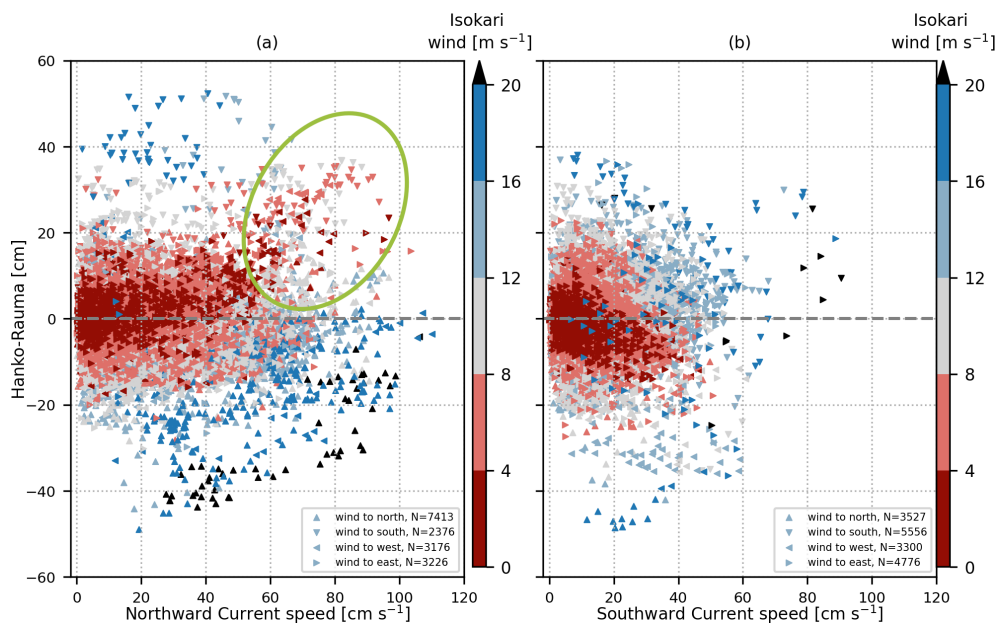 Isokari
wind [m s⁻¹]
(a)
60
40
20
0
−20
−40
−60
Hanko-Rauma [cm]
0
20
40
60
80
100
120
Northward Current speed [cm s⁻¹]
wind to north, N=7413
wind to south, N=2376
wind to west, N=3176
wind to east, N=3226
20
16
12
8
4
0
Isokari
wind [m s⁻¹]
(b)
0
20
40
60
80
100
120
Southward Current speed [cm s⁻¹]
wind to north, N=3527
wind to south, N=5556
wind to west, N=3300
wind to east, N=4776
20
16
12
8
4
0